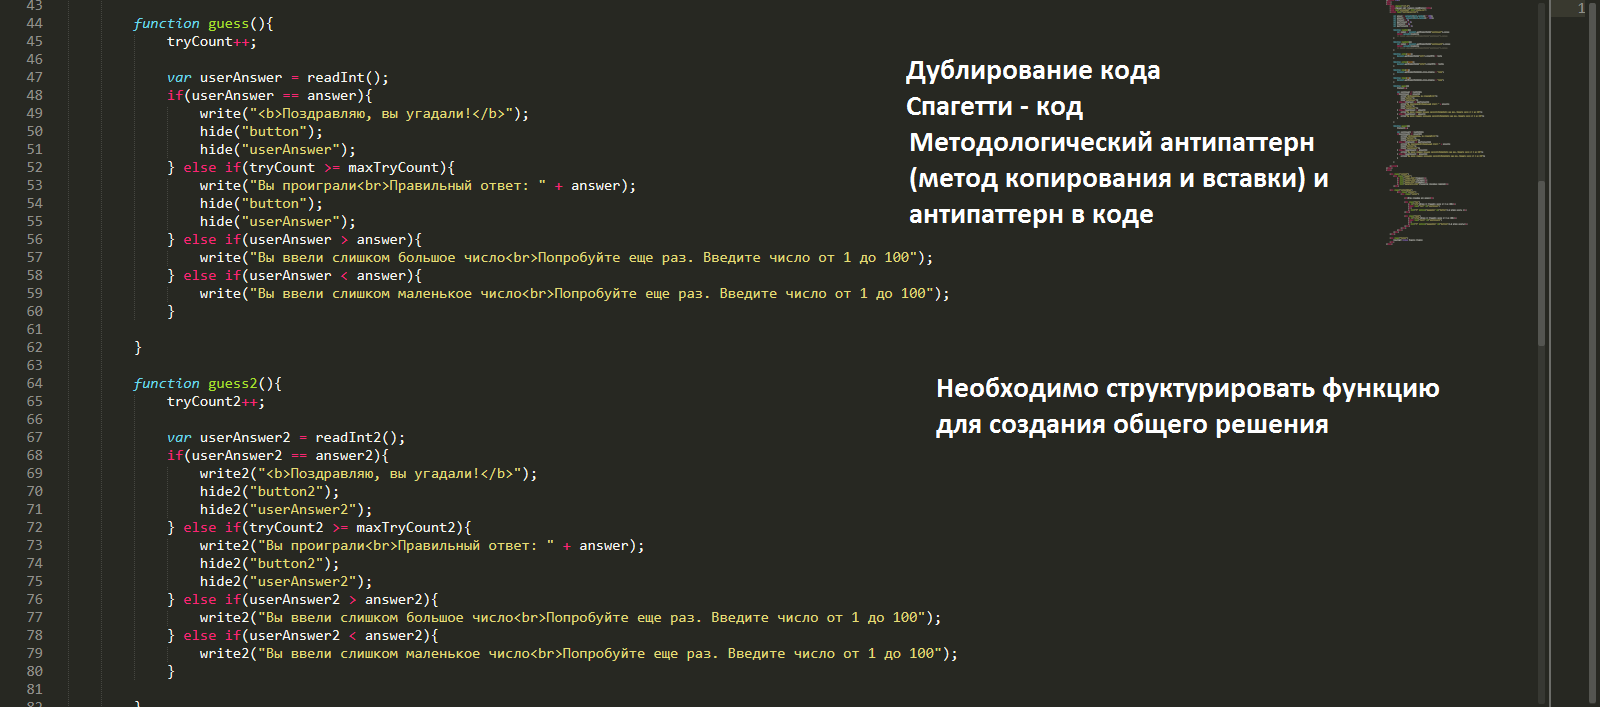 43
44 function guess(){
45 tryCount++;
46
47 var userAnswer = readInt();
48 if(userAnswer == answer){
49 write("<b>Поздравляю, вы угадали!</b>");
50 hide("button");
51 hide("userAnswer");
52 } else if(tryCount >= maxTryCount){
53 write("Вы проиграли<br>Правильный ответ: " + answer);
54 hide("button");
55 hide("userAnswer");
56 } else if(userAnswer > answer){
57 write("Вы ввели слишком большое число<br>Попробуйте еще раз. Введите число от 1 до 100");
58 } else if(userAnswer < answer){
59 write("Вы ввели слишком маленькое число<br>Попробуйте еще раз. Введите число от 1 до 100");
60 }
61
62 }
63
64 function guess2(){
65 tryCount2++;
66
67 var userAnswer2 = readInt2();
68 if(userAnswer2 == answer2){
69 write2("<b>Поздравляю, вы угадали!</b>");
70 hide2("button2");
71 hide2("userAnswer2");
72 } else if(tryCount2 >= maxTryCount2){
73 write2("Вы проиграли<br>Правильный ответ: " + answer);
74 hide2("button2");
75 hide2("userAnswer2");
76 } else if(userAnswer2 > answer2){
77 write2("Вы ввели слишком большое число<br>Попробуйте еще раз. Введите число от 1 до 100");
78 } else if(userAnswer2 < answer2){
79 write2("Вы ввели слишком маленькое число<br>Попробуйте еще раз. Введите число от 1 до 100");
80 }
81
82 }
Дублирование кода
Спагетти - код
Методологический антипаттерн
(метод копирования и вставки) и
антипаттерн в коде
Необходимо структурировать функцию
для создания общего решения
1